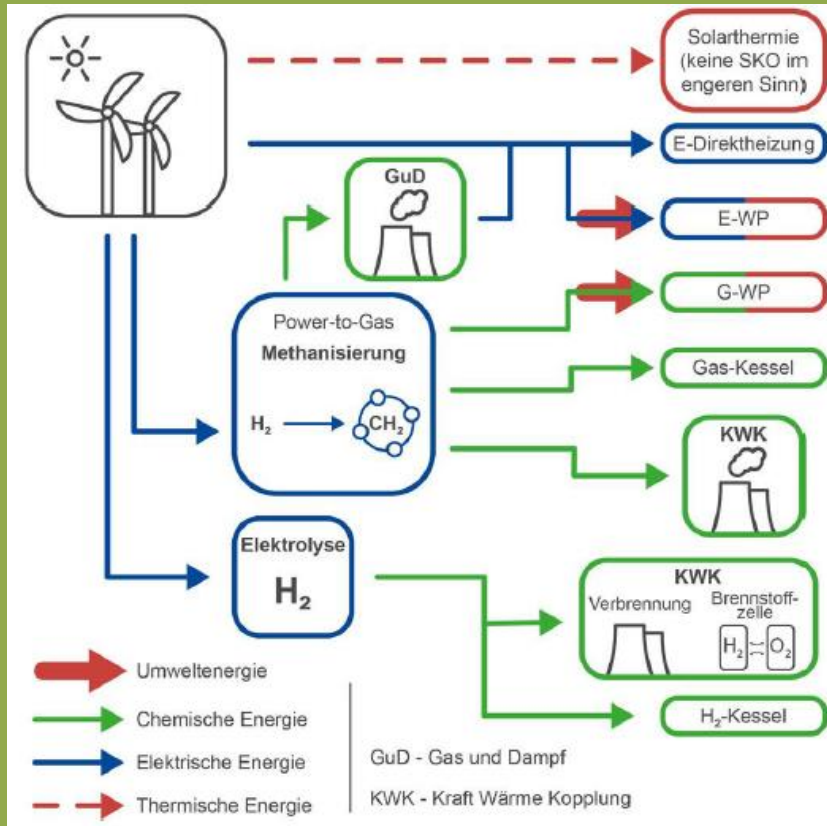 Solarthermie
(keine SKO im
engeren Sinn)
E-Direktheizung
GuD
E-WP
G-WP
Power-to-Gas
Methanisierung
H₂
CH₂
Gas-Kessel
KWK
Elektrolyse
H₂
KWK
Verbrennung
Brennstoff-
zelle
H₂
O₂
H₂-Kessel
Umweltenergie
Chemische Energie
Elektrische Energie
Thermische Energie
GuD - Gas und Dampf
KWK - Kraft Wärme Kopplung